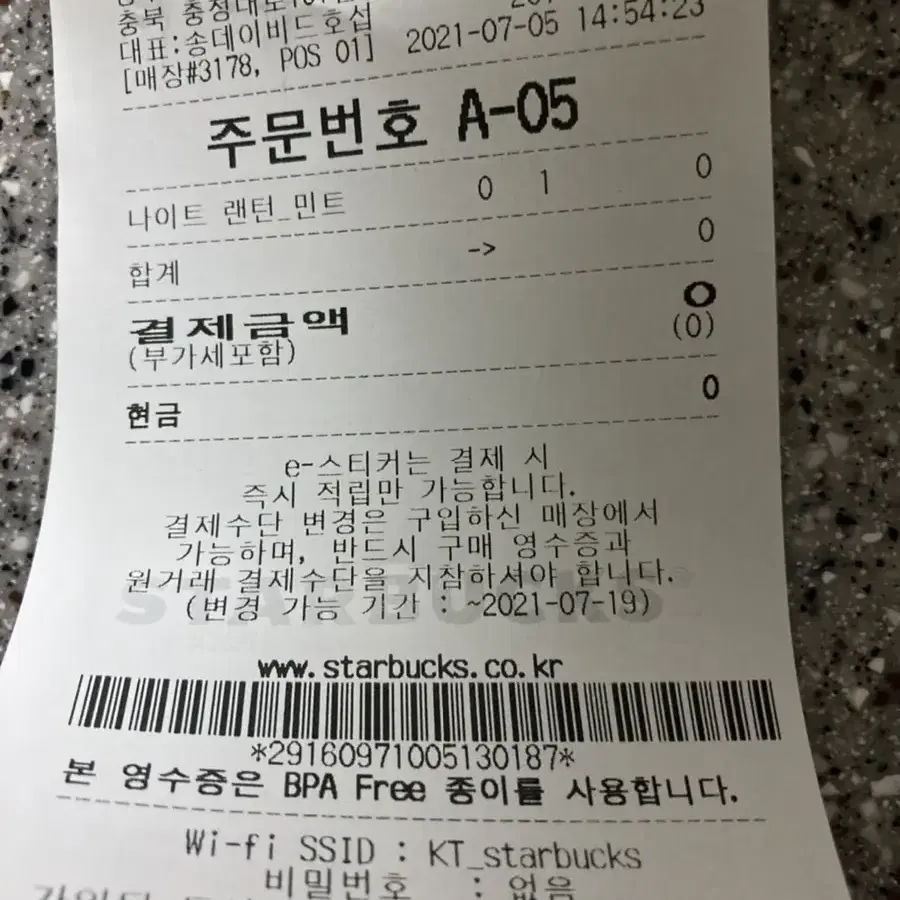 충북 충청대로
대표:송데이비드호섭
[매장#3178, POS 01] 2021-07-05 14:54:23
주문번호 A-05
나이트 랜턴_민트 0 1 0
합계 -> 0
결제금액 0
(부가세포함) (0)
현금 0
e-스티커는 결제 시
즉시 적립만 가능합니다.
결제수단 변경은 구입하신 매장에서
가능하며, 반드시 구매 영수증과
원거래 결제수단을 지참하셔야 합니다.
STARBUCKS
(변경 가능 기간 : ~2021-07-19)
www.starbucks.co.kr
*29160971005130187*
본 영수증은 BPA Free 종이를 사용합니다.
Wi-fi SSID : KT_starbucks
비밀번호 : 없음